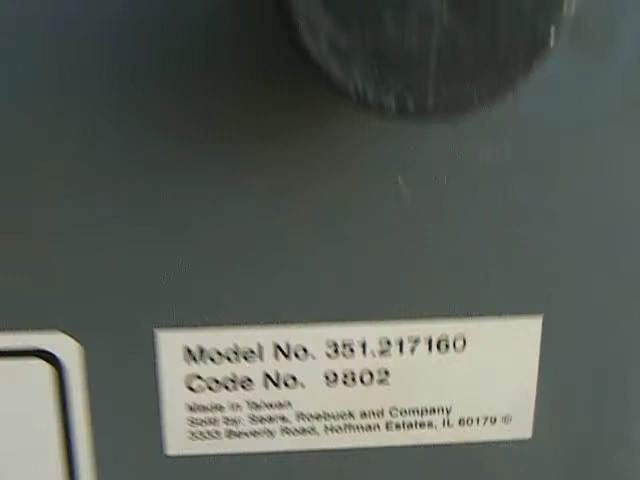 Model No. 351.217160
Code No. 9802
Made in Taiwan
Sold by: Sears, Roebuck and Company
3333 Beverly Road, Hoffman Estates, IL 60179 ©